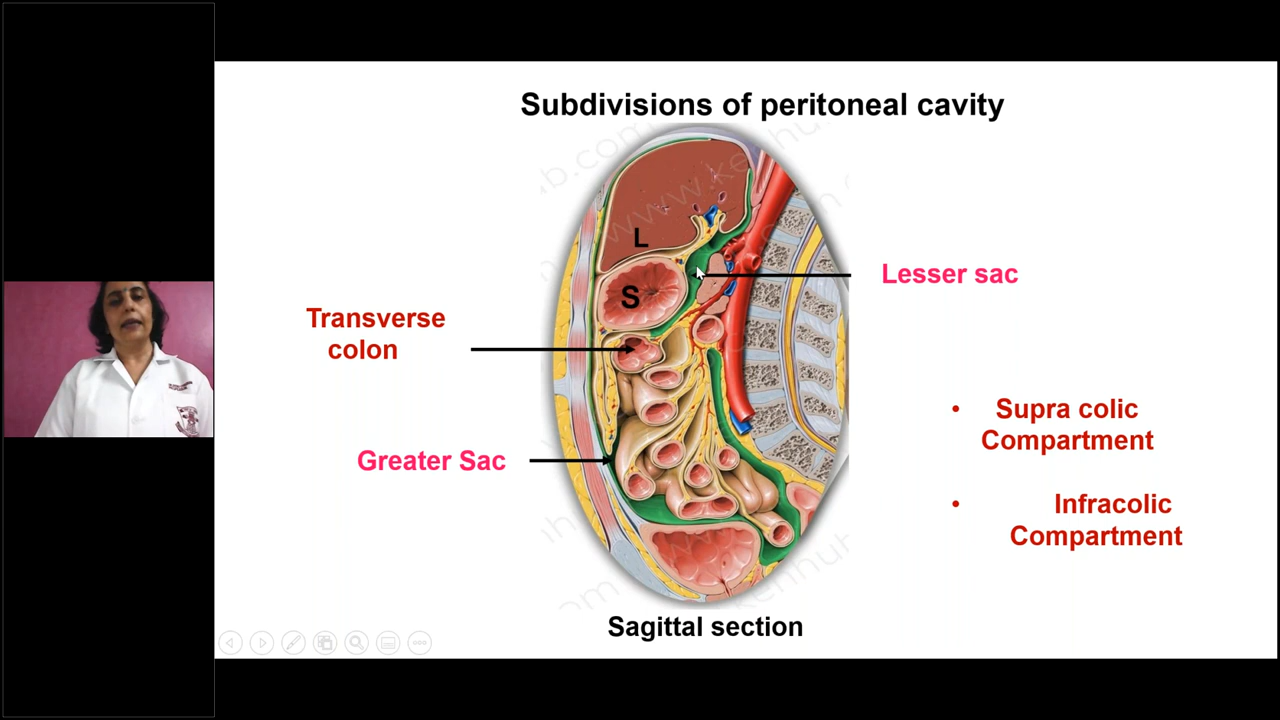 Subdivisions of peritoneal cavity
L
S
Lesser sac
Transverse
colon
Greater Sac
• Supra colic
Compartment
• Infracolic
Compartment
Sagittal section